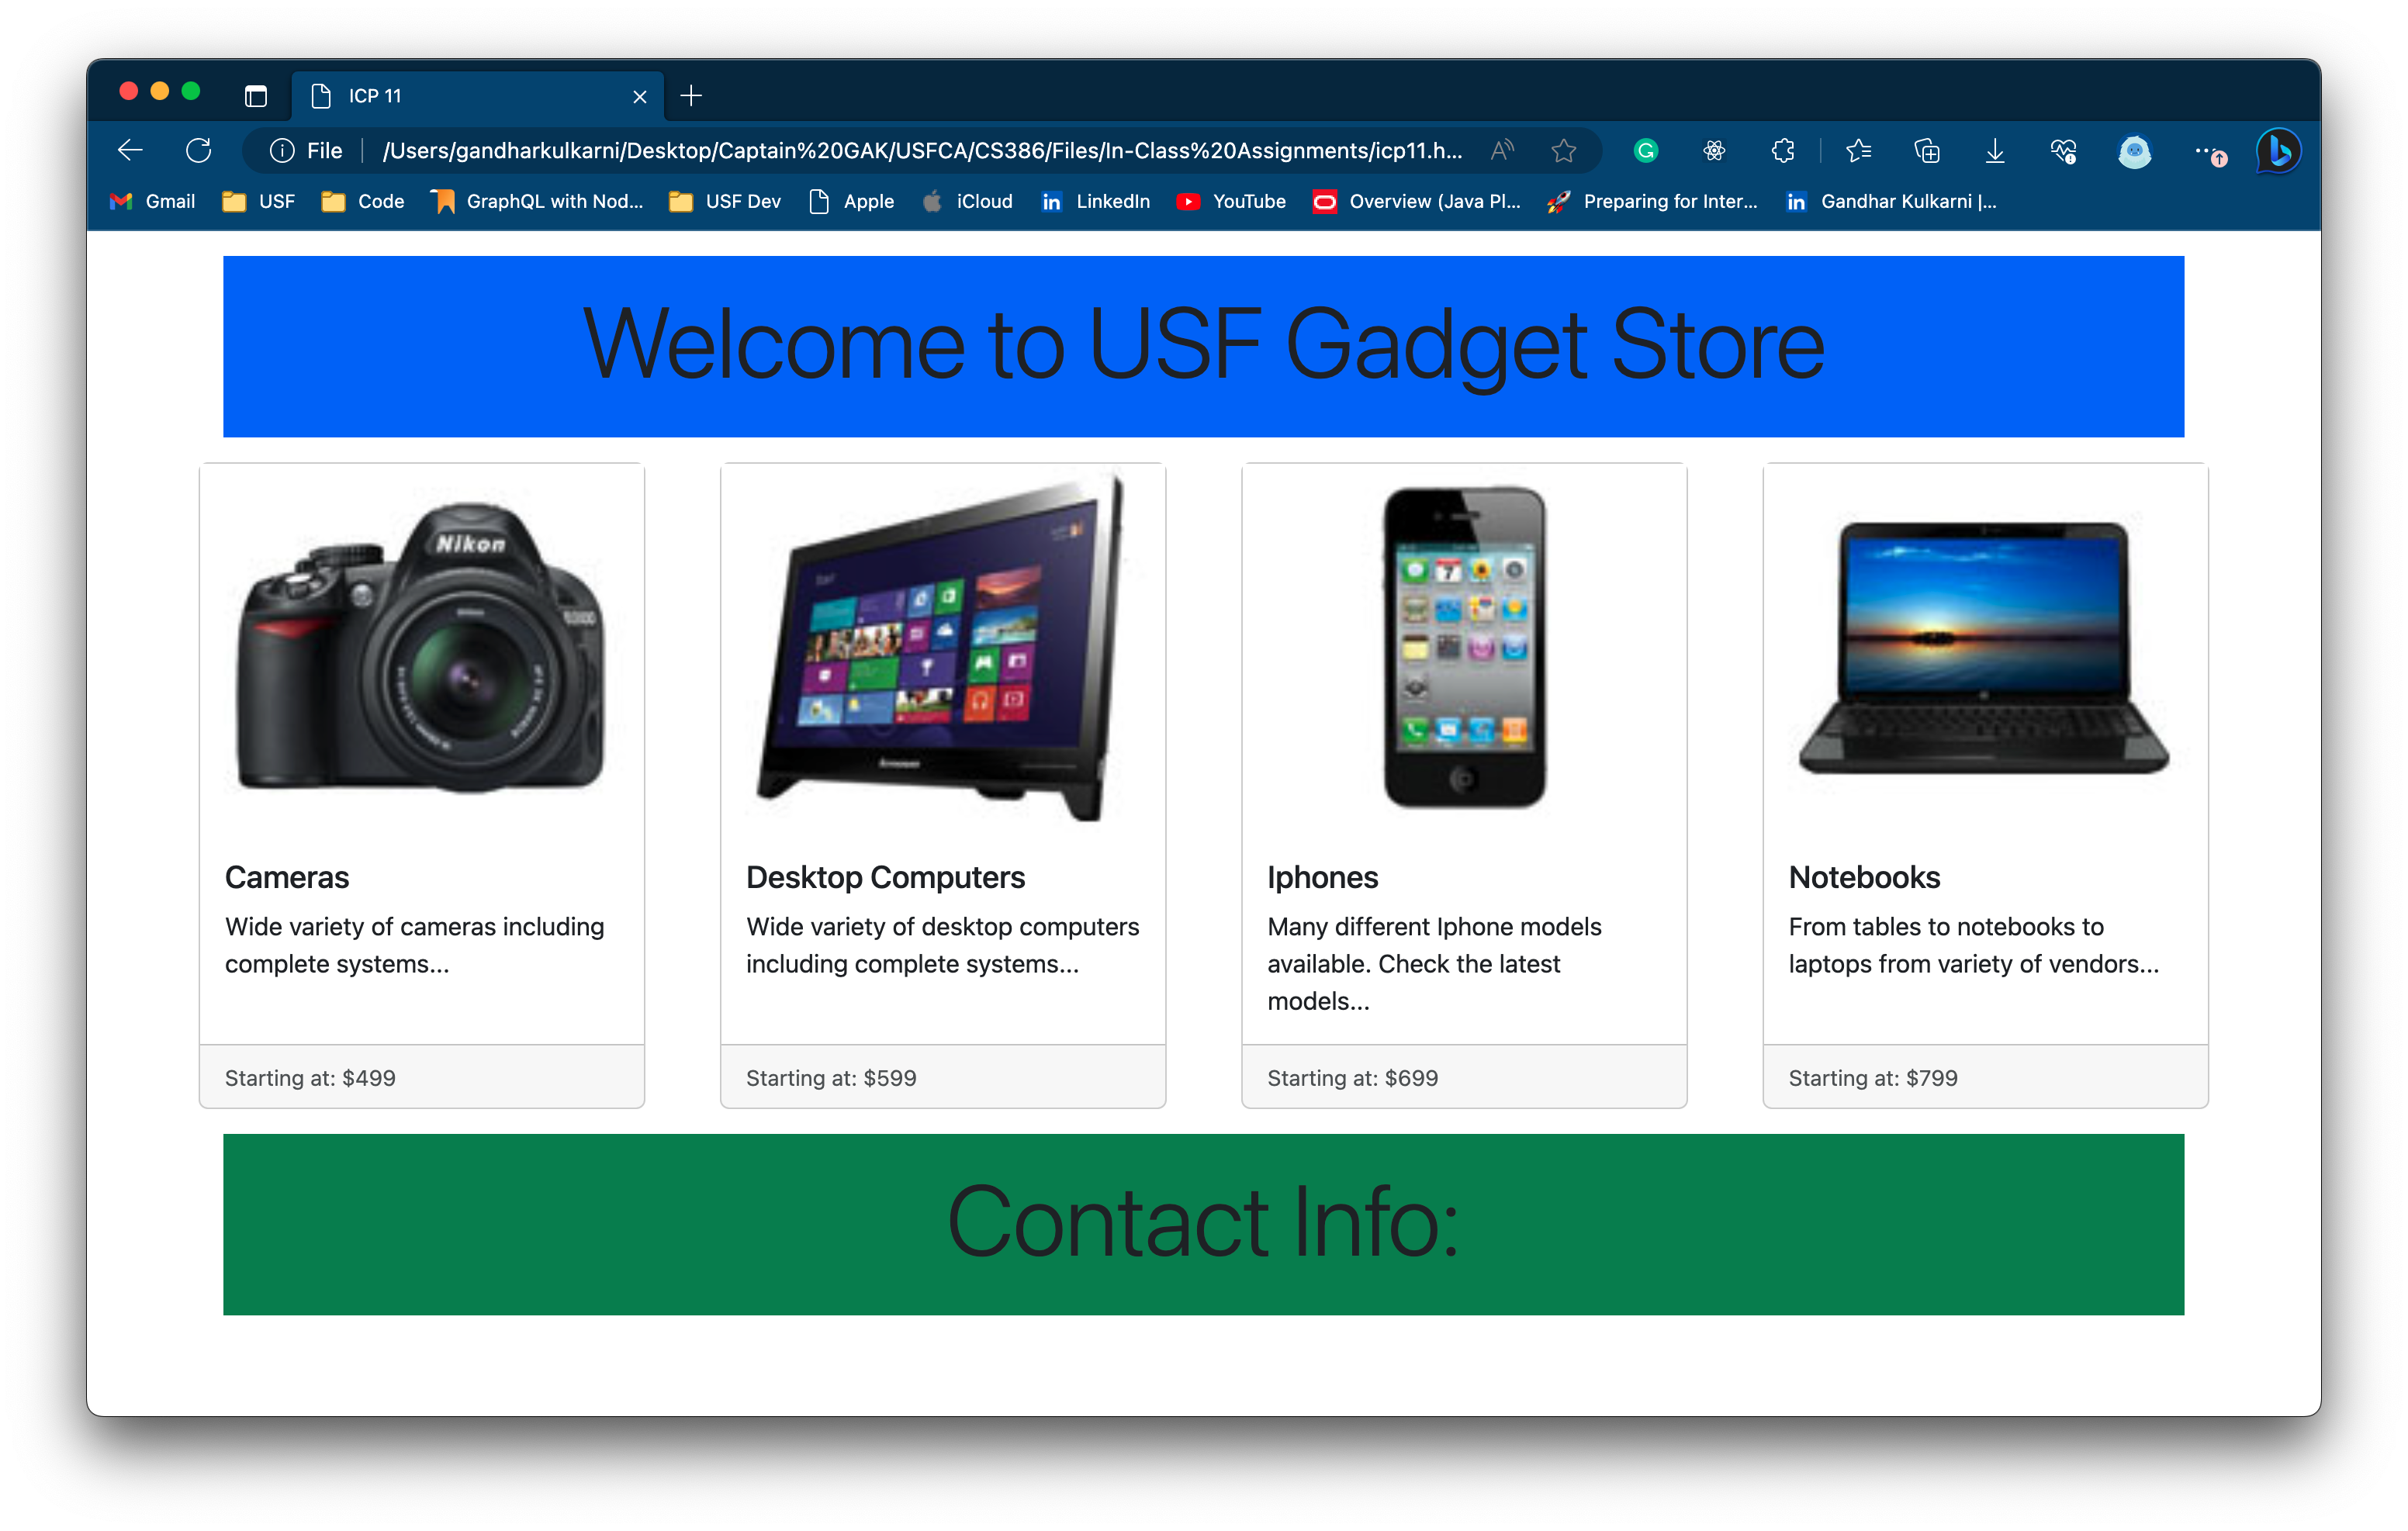 ICP 11
File /Users/gandharkulkarni/Desktop/Captain%20GAK/USFCA/CS386/Files/In-Class%20Assignments/icp11.h...
Gmail USF Code GraphQL with Nod... USF Dev Apple iCloud LinkedIn YouTube Overview (Java Pl... Preparing for Inter... Gandhar Kulkarni |...
Welcome to USF Gadget Store
Nikon
Cameras
Wide variety of cameras including
complete systems...
Starting at: $499
Desktop Computers
Wide variety of desktop computers
including complete systems...
Starting at: $599
Iphones
Many different Iphone models
available. Check the latest
models...
Starting at: $699
Notebooks
From tables to notebooks to
laptops from variety of vendors...
Starting at: $799
Contact Info: